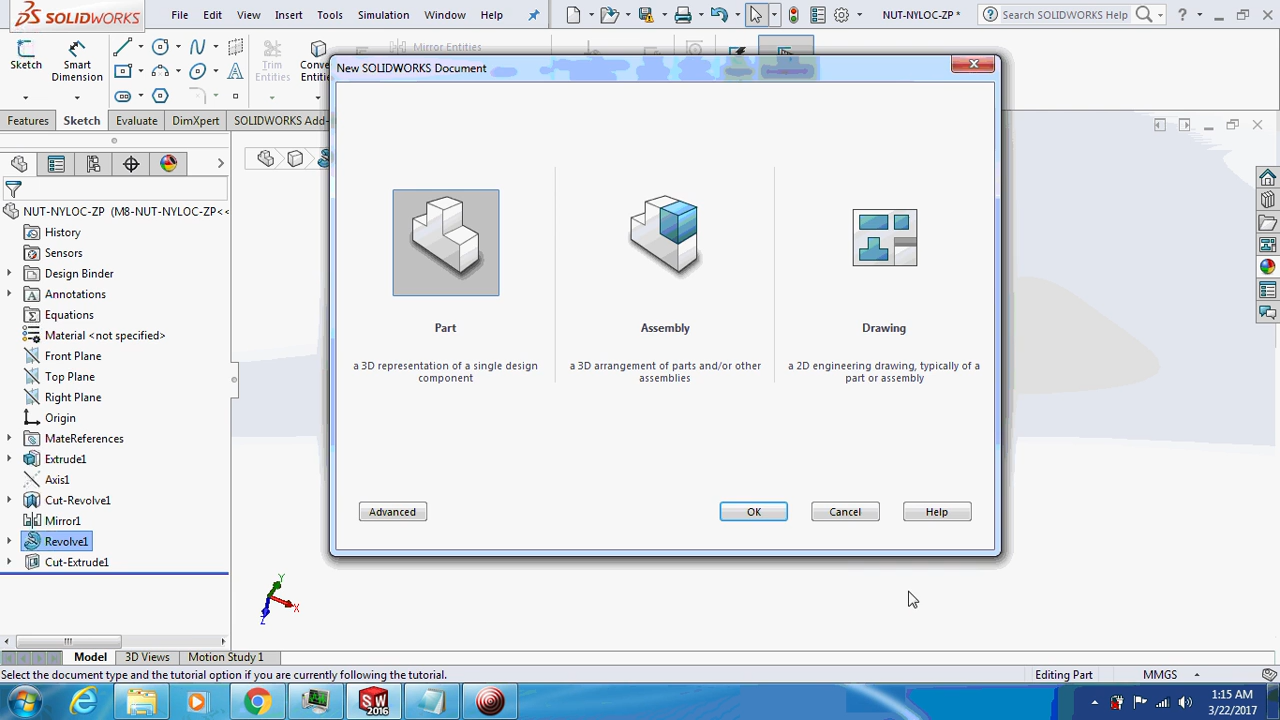 SOLIDWORKS File Edit View Insert Tools Simulation Window Help NUT-NYLOC-ZP * Search SOLIDWORKS Help
Sketch Smart Dimension Trim Entities Mirror Entities
Features Sketch Evaluate DimXpert SOLIDWORKS Add-
New SOLIDWORKS Document
Part
a 3D representation of a single design
component
Assembly
a 3D arrangement of parts and/or other
assemblies
Drawing
a 2D engineering drawing, typically of a
part or assembly
Advanced OK Cancel Help
NUT-NYLOC-ZP (M8-NUT-NYLOC-ZP<<
History
Sensors
Design Binder
Annotations
Equations
Material <not specified>
Front Plane
Top Plane
Right Plane
Origin
MateReferences
Extrude1
Axis1
Cut-Revolve1
Mirror1
Revolve1
Cut-Extrude1
Y
X
Z
Model 3D Views Motion Study 1
Select the document type and the tutorial option if you are currently following the tutorial. Editing Part MMGS
SW
2016
1:15 AM
3/22/2017